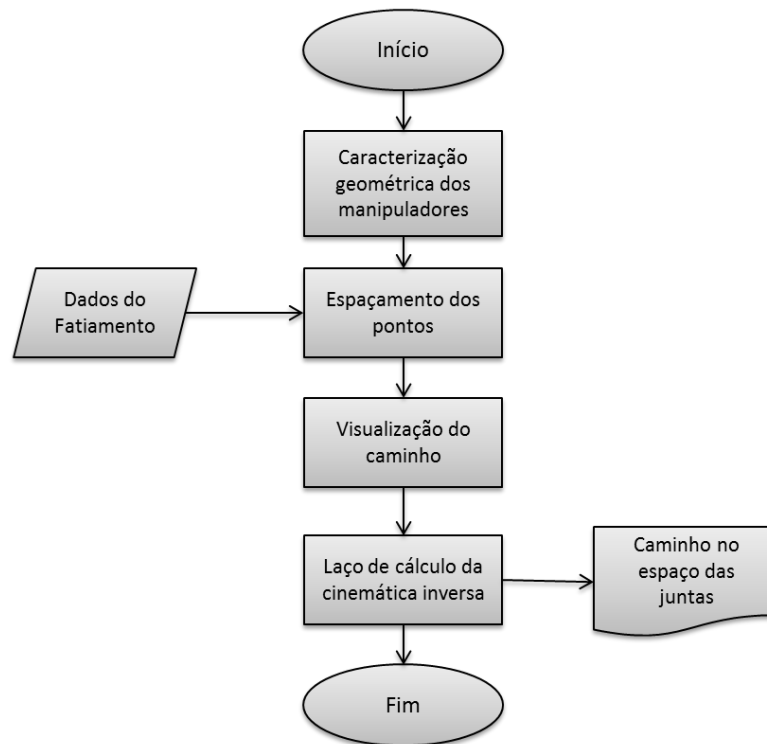 Início
Caracterização
geométrica dos
manipuladores
Dados do
Fatiamento
Espaçamento dos
pontos
Visualização do
caminho
Laço de cálculo da
cinemática inversa
Caminho no
espaço das
juntas
Fim